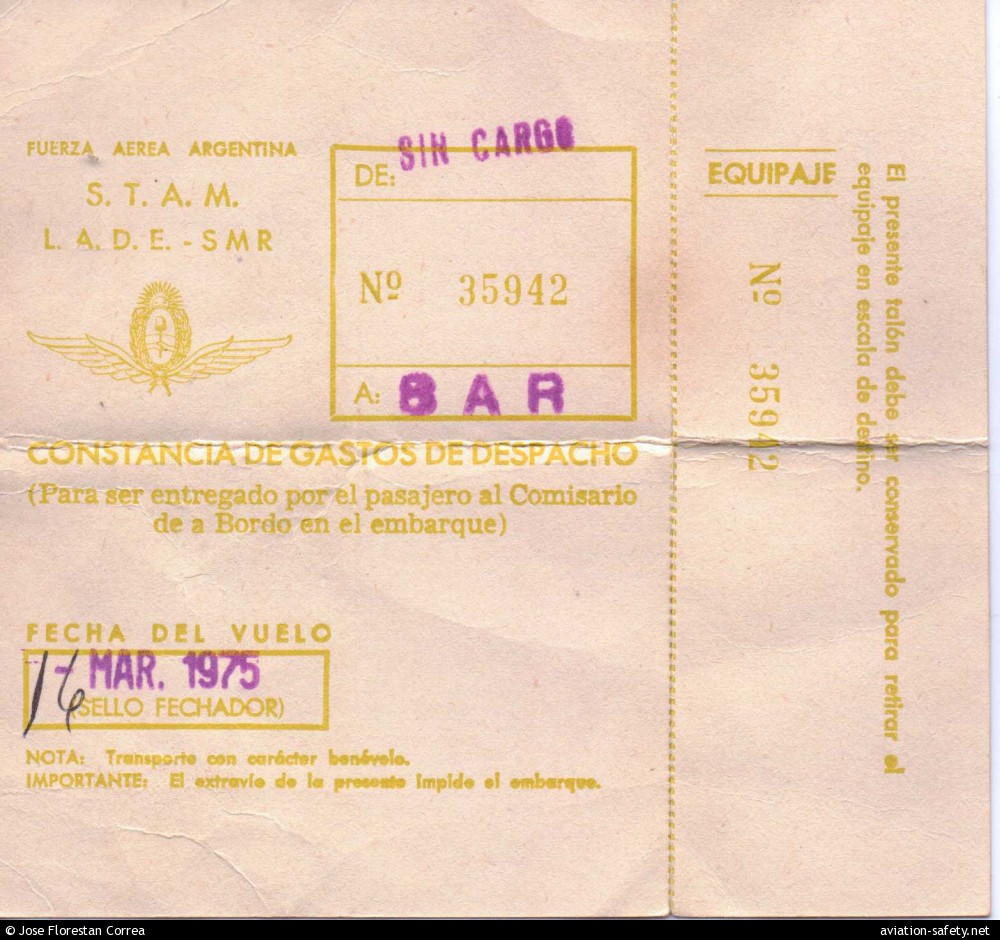 FUERZA AEREA ARGENTINA
S. T. A. M.
L. A. D. E. - SMR
SIN CARGO
DE:
Nº 35942
A: BAR
CONSTANCIA DE GASTOS DE DESPACHO
(Para ser entregado por el pasajero al Comisario
de a Bordo en el embarque)
FECHA DEL VUELO
16 - MAR. 1975
(SELLO FECHADOR)
NOTA: Transporte con carácter benévolo.
IMPORTANTE: El extravío de la presente impide el embarque.
EQUIPAJE
Nº 35942
El presente talón debe ser conservado para retirar el
equipaje en escala de destino.
© Jose Florestan Correa
aviation-safety.net